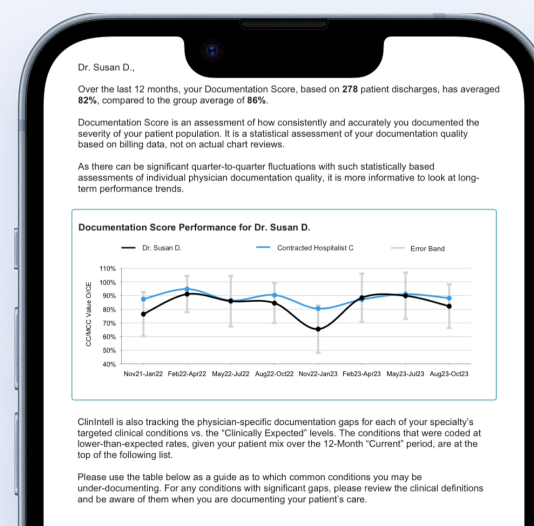 Dr. Susan D.,
Over the last 12 months, your Documentation Score, based on 278 patient discharges, has averaged
82%, compared to the group average of 86%.
Documentation Score is an assessment of how consistently and accurately you documented the
severity of your patient population. It is a statistical assessment of your documentation quality
based on billing data, not on actual chart reviews.
As there can be significant quarter-to-quarter fluctuations with such statistically based
assessments of individual physician documentation quality, it is more informative to look at long-
term performance trends.
Documentation Score Performance for Dr. Susan D.
Dr. Susan D. Contracted Hospitalist C Error Band
CC/MCC Value O/CE
110%
100%
90%
80%
70%
60%
50%
40%
Nov21-Jan22 Feb22-Apr22 May22-Jul22 Aug22-Oct22 Nov22-Jan23 Feb23-Apr23 May23-Jul23 Aug23-Oct23
ClinIntell is also tracking the physician-specific documentation gaps for each of your specialty's
targeted clinical conditions vs. the "Clinically Expected" levels. The conditions that were coded at
lower-than-expected rates, given your patient mix over the 12-Month "Current" period, are at the
top of the following list.
Please use the table below as a guide as to which common conditions you may be
under-documenting. For any conditions with significant gaps, please review the clinical definitions
and be aware of them when you are documenting your patient's care.